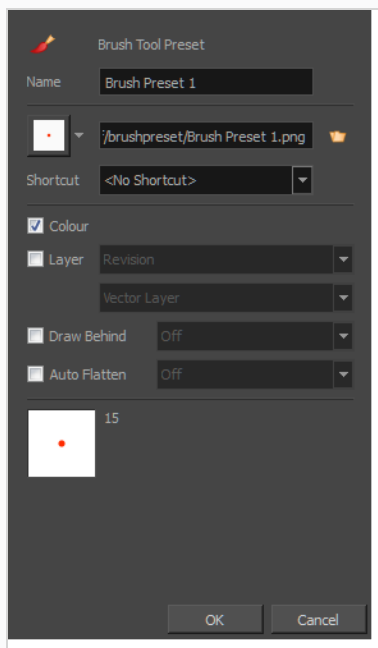 Brush Tool Preset
Name Brush Preset 1
/brushpreset/Brush Preset 1.png
Shortcut <No Shortcut>
Colour
Layer Revision
Vector Layer
Draw Behind Off
Auto Flatten Off
15
OK Cancel